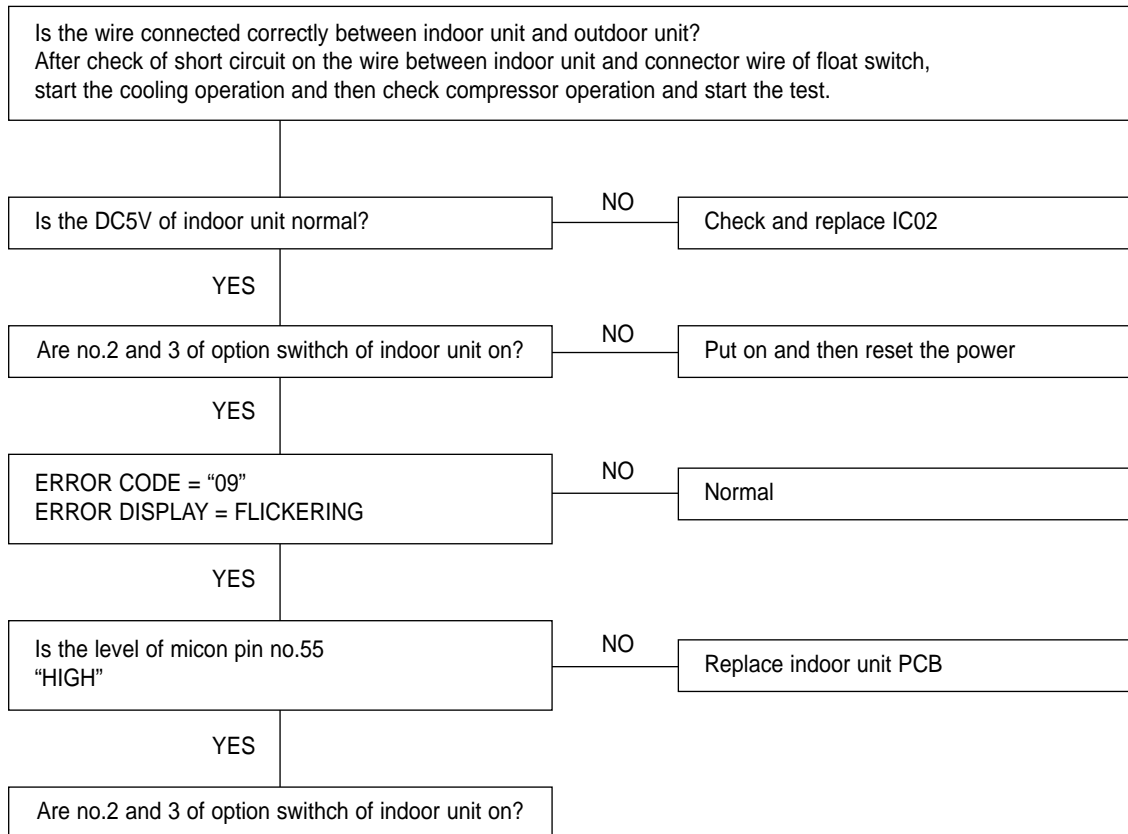 Is the wire connected correctly between indoor unit and outdoor unit?
After check of short circuit on the wire between indoor unit and connector wire of float switch,
start the cooling operation and then check compressor operation and start the test.
Is the DC5V of indoor unit normal?
NO
Check and replace IC02
YES
Are no.2 and 3 of option swithch of indoor unit on?
NO
Put on and then reset the power
YES
ERROR CODE = “09”
ERROR DISPLAY = FLICKERING
NO
Normal
YES
Is the level of micon pin no.55
“HIGH”
NO
Replace indoor unit PCB
YES
Are no.2 and 3 of option swithch of indoor unit on?